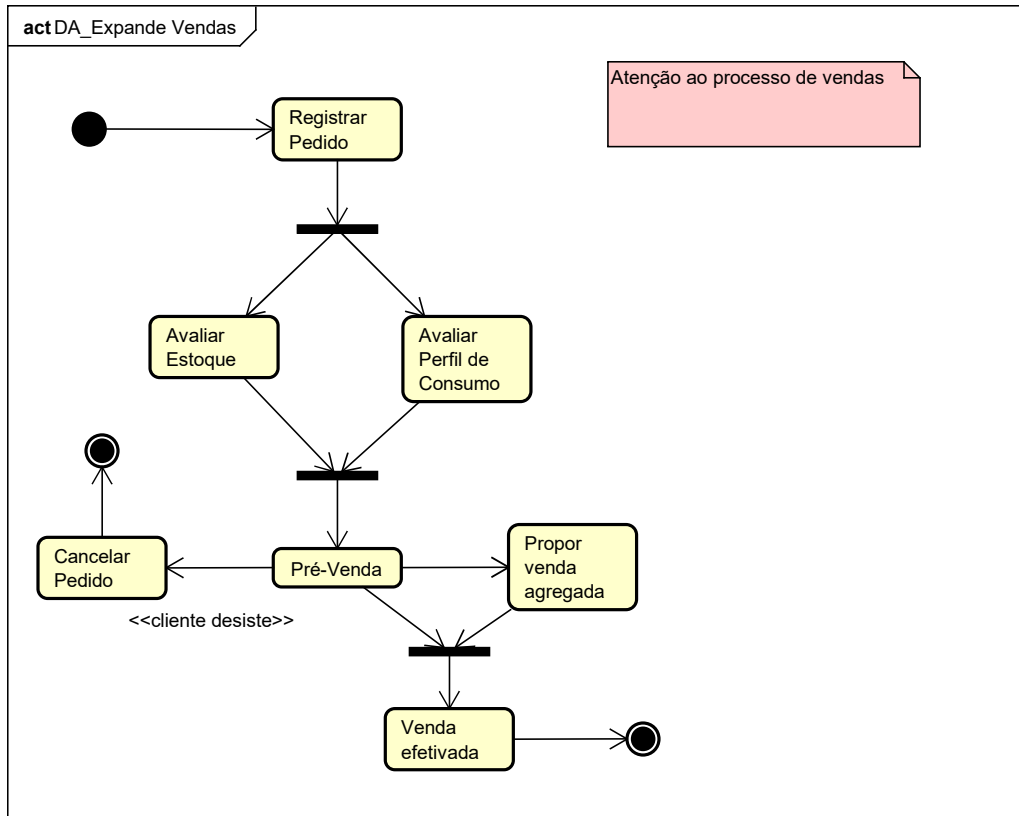 act DA_Expande Vendas
Atenção ao processo de vendas
Registrar
Pedido
Avaliar
Estoque
Avaliar
Perfil de
Consumo
Cancelar
Pedido
Pré-Venda
Propor
venda
agregada
<<cliente desiste>>
Venda
efetivada